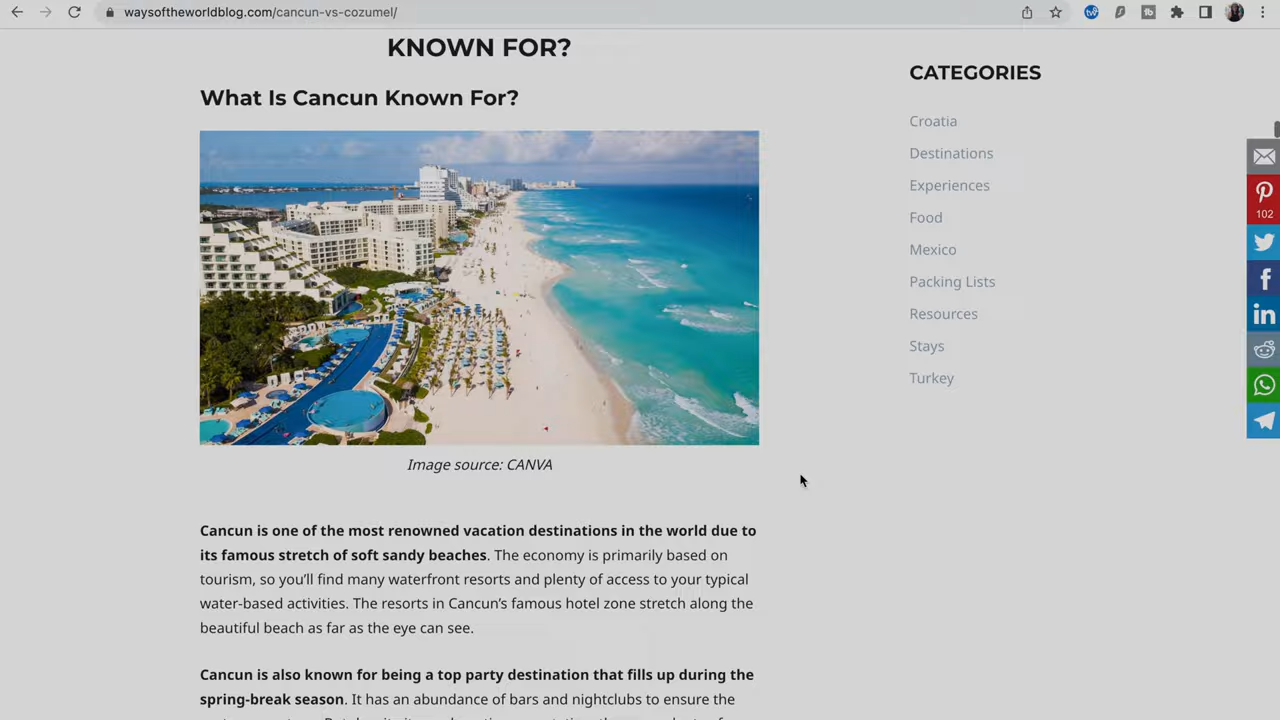 waysoftheworldblog.com/cancun-vs-cozumel/
KNOWN FOR?
What Is Cancun Known For?
Image source: CANVA
Cancun is one of the most renowned vacation destinations in the world due to
its famous stretch of soft sandy beaches. The economy is primarily based on
tourism, so you’ll find many waterfront resorts and plenty of access to your typical
water-based activities. The resorts in Cancun’s famous hotel zone stretch along the
beautiful beach as far as the eye can see.
Cancun is also known for being a top party destination that fills up during the
spring-break season. It has an abundance of bars and nightclubs to ensure the
CATEGORIES
Croatia
Destinations
Experiences
Food
Mexico
Packing Lists
Resources
Stays
Turkey
102